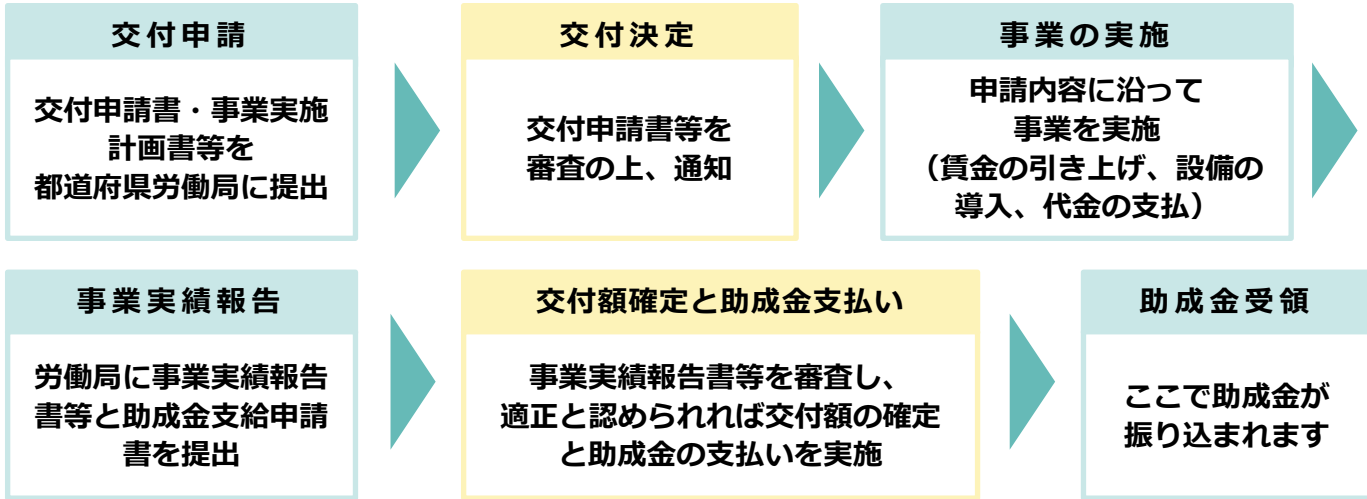 交付申請
交付申請書・事業実施
計画書等を
都道府県労働局に提出
交付決定
交付申請書等を
審査の上、通知
事業の実施
申請内容に沿って
事業を実施
（賃金の引き上げ、設備の
導入、代金の支払）
事業実績報告
労働局に事業実績報告
書等と助成金支給申請
書を提出
交付額確定と助成金支払い
事業実績報告書等を審査し、
適正と認められれば交付額の確定
と助成金の支払いを実施
助成金受領
ここで助成金が
振り込まれます